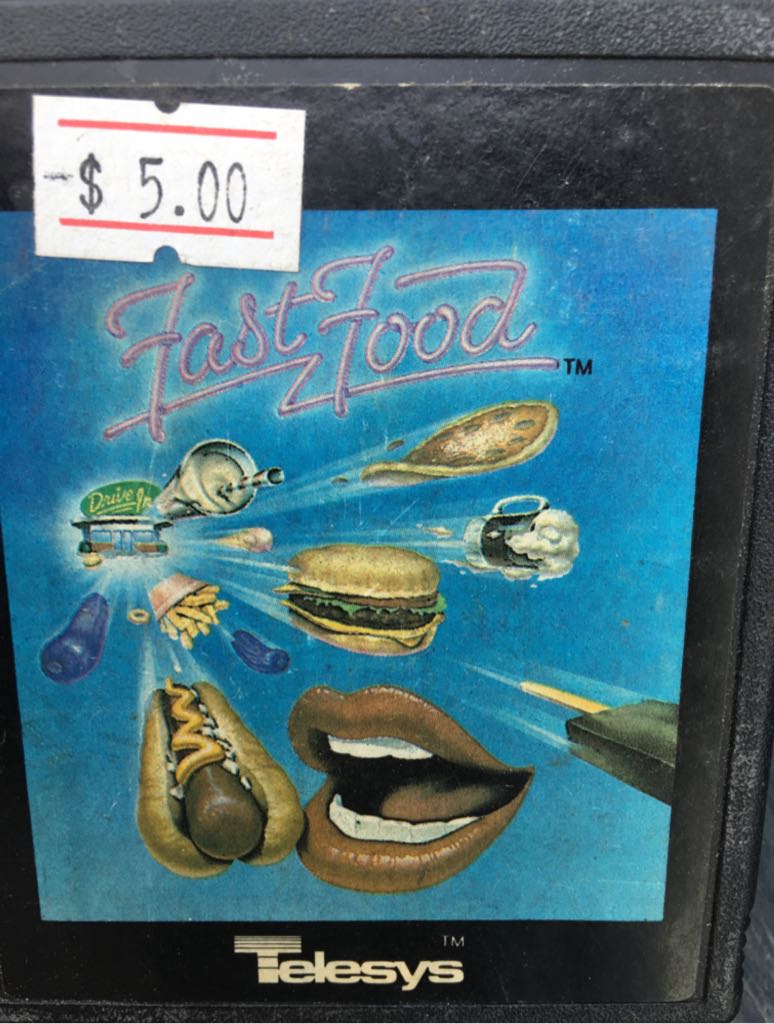 -$ 5.00
Fast Food TM
Drive In
Telesys TM